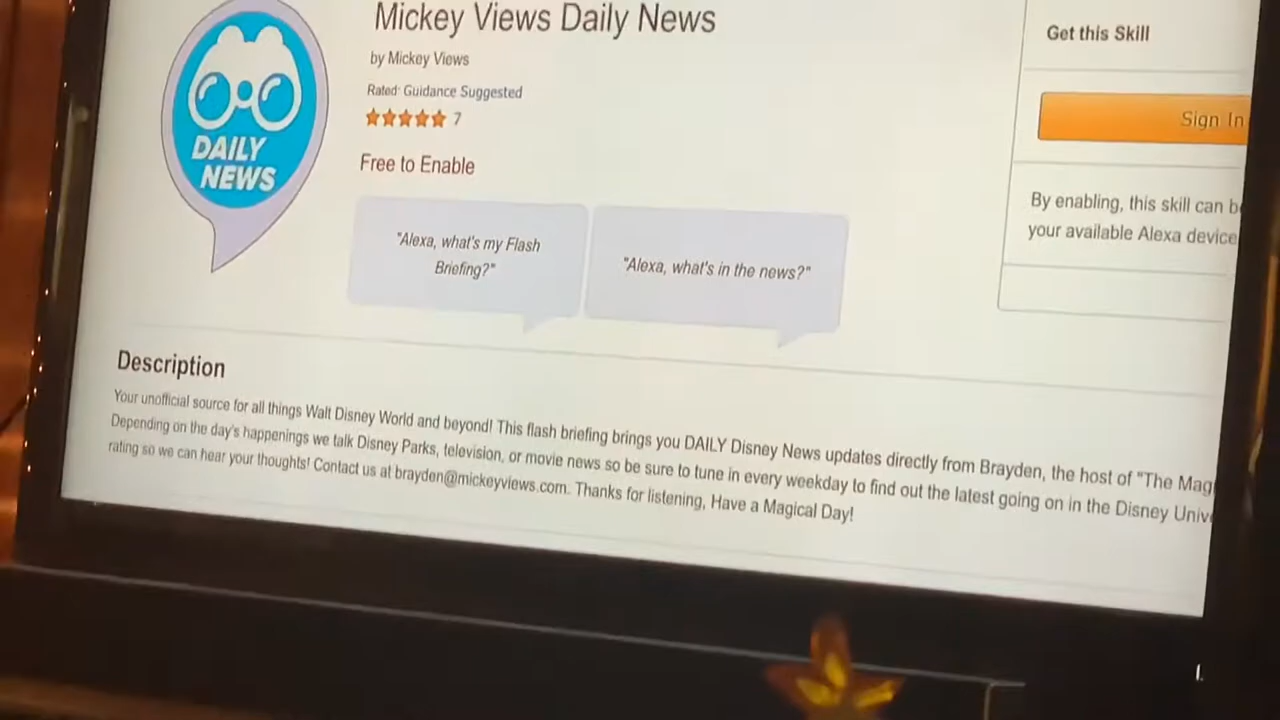 Mickey Views Daily News
by Mickey Views
Rated: Guidance Suggested
7
Free to Enable
DAILY
NEWS
"Alexa, what's my Flash
Briefing?"
"Alexa, what's in the news?"
Get this Skill
Sign In
By enabling, this skill can b
your available Alexa device
Description
Your unofficial source for all things Walt Disney World and beyond! This flash briefing brings you DAILY Disney News updates directly from Brayden, the host of "The Mag
Depending on the day's happenings we talk Disney Parks, television, or movie news so be sure to tune in every weekday to find out the latest going on in the Disney Univ
rating so we can hear your thoughts! Contact us at brayden@mickeyviews.com. Thanks for listening, Have a Magical Day!